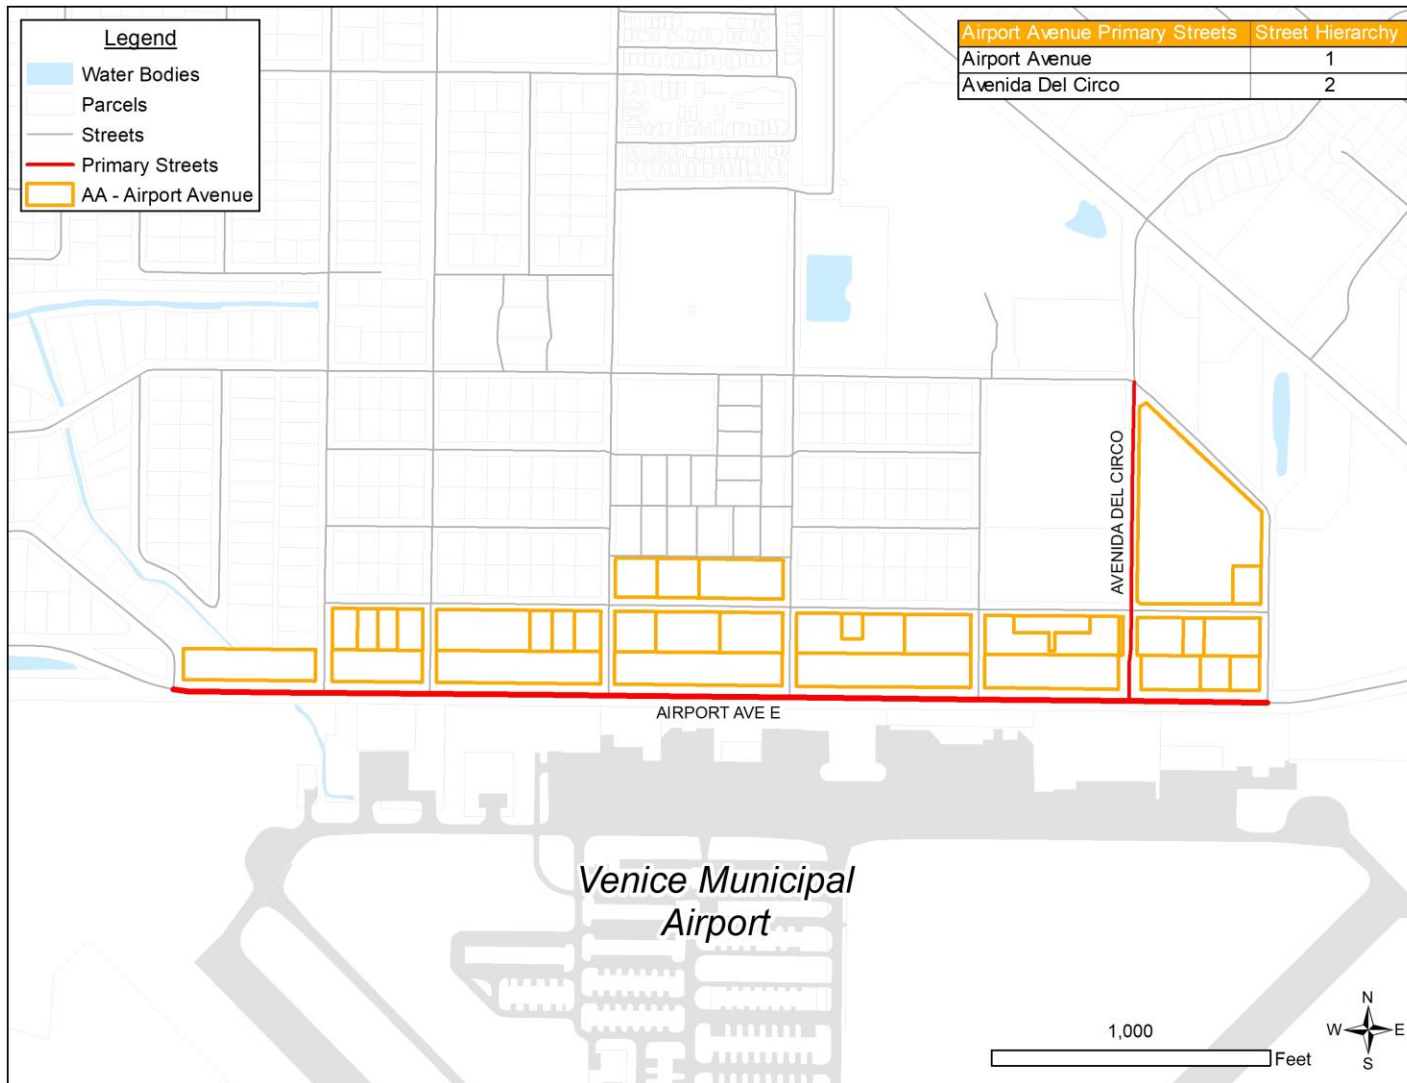 Legend
Water Bodies
Parcels
Streets
Primary Streets
AA - Airport Avenue
Airport Avenue Primary Streets Street Hierarchy
Airport Avenue 1
Avenida Del Circo 2
AVENIDA DEL CIRCO
AIRPORT AVE E
Venice Municipal
Airport
1,000
Feet
N
W E
S